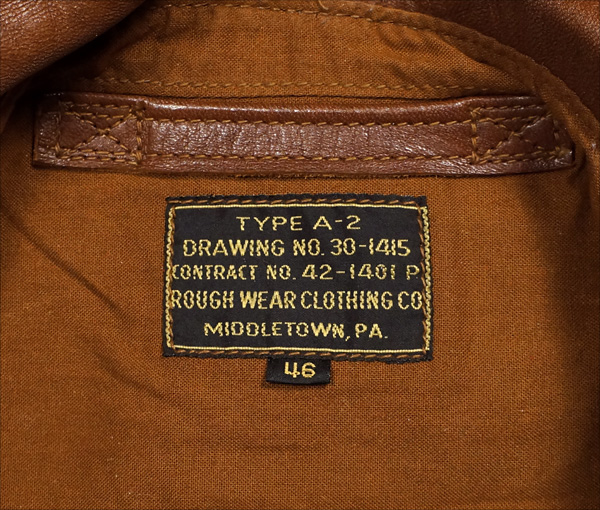 TYPE A-2
DRAWING NO. 30-1415
CONTRACT NO. 42-1401 P
ROUGH WEAR CLOTHING CO
MIDDLETOWN, PA.
46